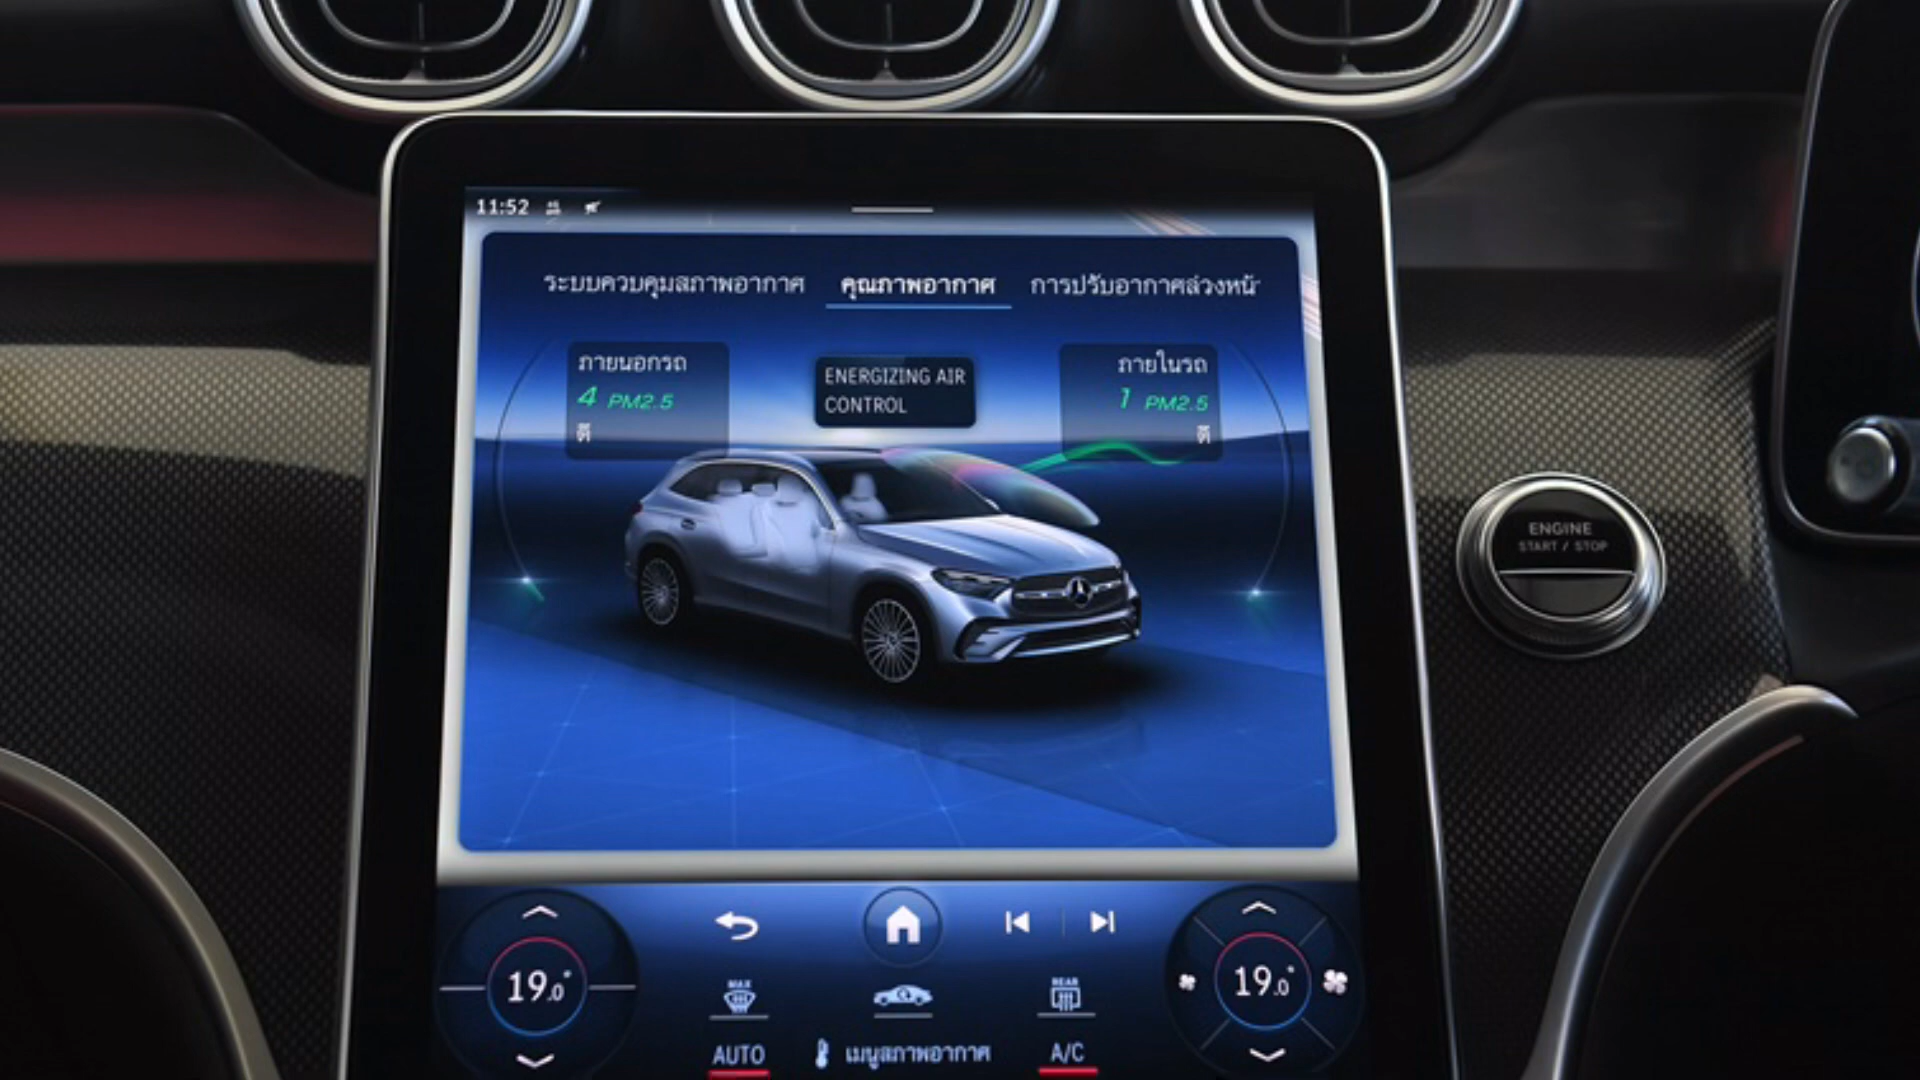 11:52
ระบบควบคุมสภาพอากาศ คุณภาพอากาศ การปรับอากาศล่วงหน้
ภายนอกรถ
4 PM2.5
ดี
ENERGIZING AIR
CONTROL
ภายในรถ
1 PM2.5
ดี
ENGINE
START / STOP
19.0°
MAX
REAR
19.0°
AUTO
เมนูสภาพอากาศ
A/C